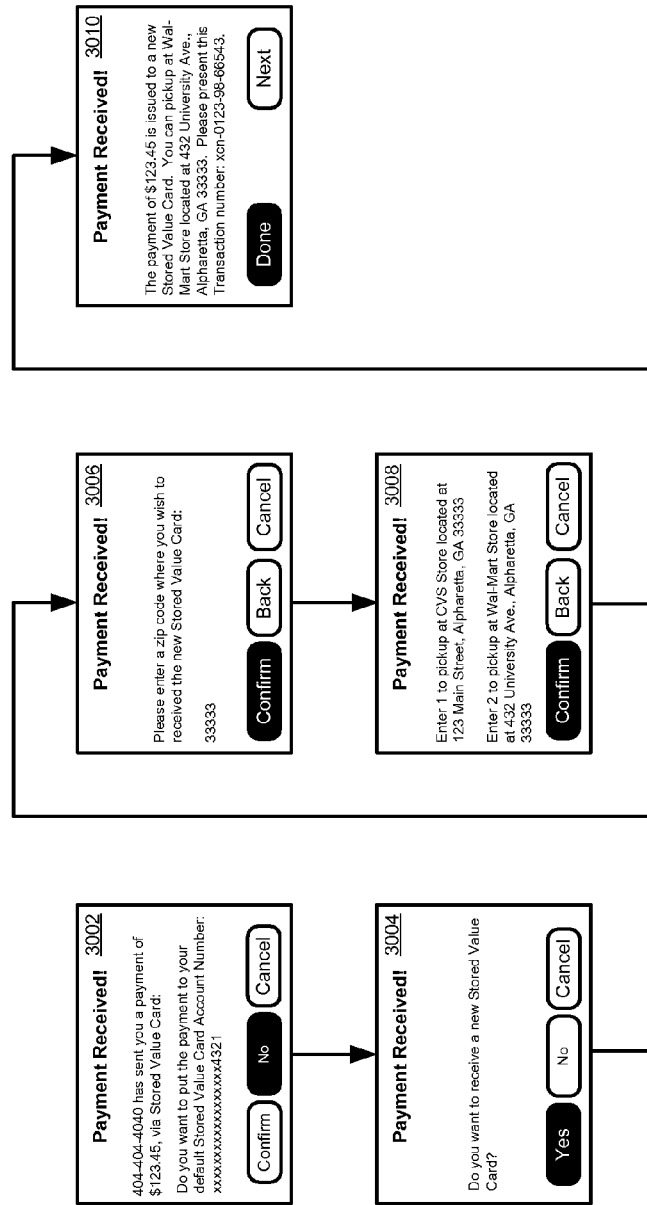 Payment Received! 3002
404-404-4040 has sent you a payment of
$123.45, via Stored Value Card:
Do you want to put the payment to your
default Stored Value Card Account Number:
xxxxxxxxxxxxxxxxxxx4321
Confirm No Cancel
Payment Received! 3004
Do you want to receive a new Stored Value
Card?
Yes No Cancel
Payment Received! 3006
Please enter a zip code where you wish to
received the new Stored Value Card:
33333
Confirm Back Cancel
Payment Received! 3008
Enter 1 to pickup at CVS Store located at
123 Main Street, Alpharetta, GA 33333
Enter 2 to pickup at Wal-Mart Store located
at 432 University Ave., Alpharetta, GA
33333
Confirm Back Cancel
Payment Received! 3010
The payment of $123.45 is issued to a new
Stored Value Card. You can pickup at Wal-
Mart Store located at 432 University Ave.,
Alpharetta, GA 33333. Please present this
Transaction number: xcn-0123-98-66543.
Done Next